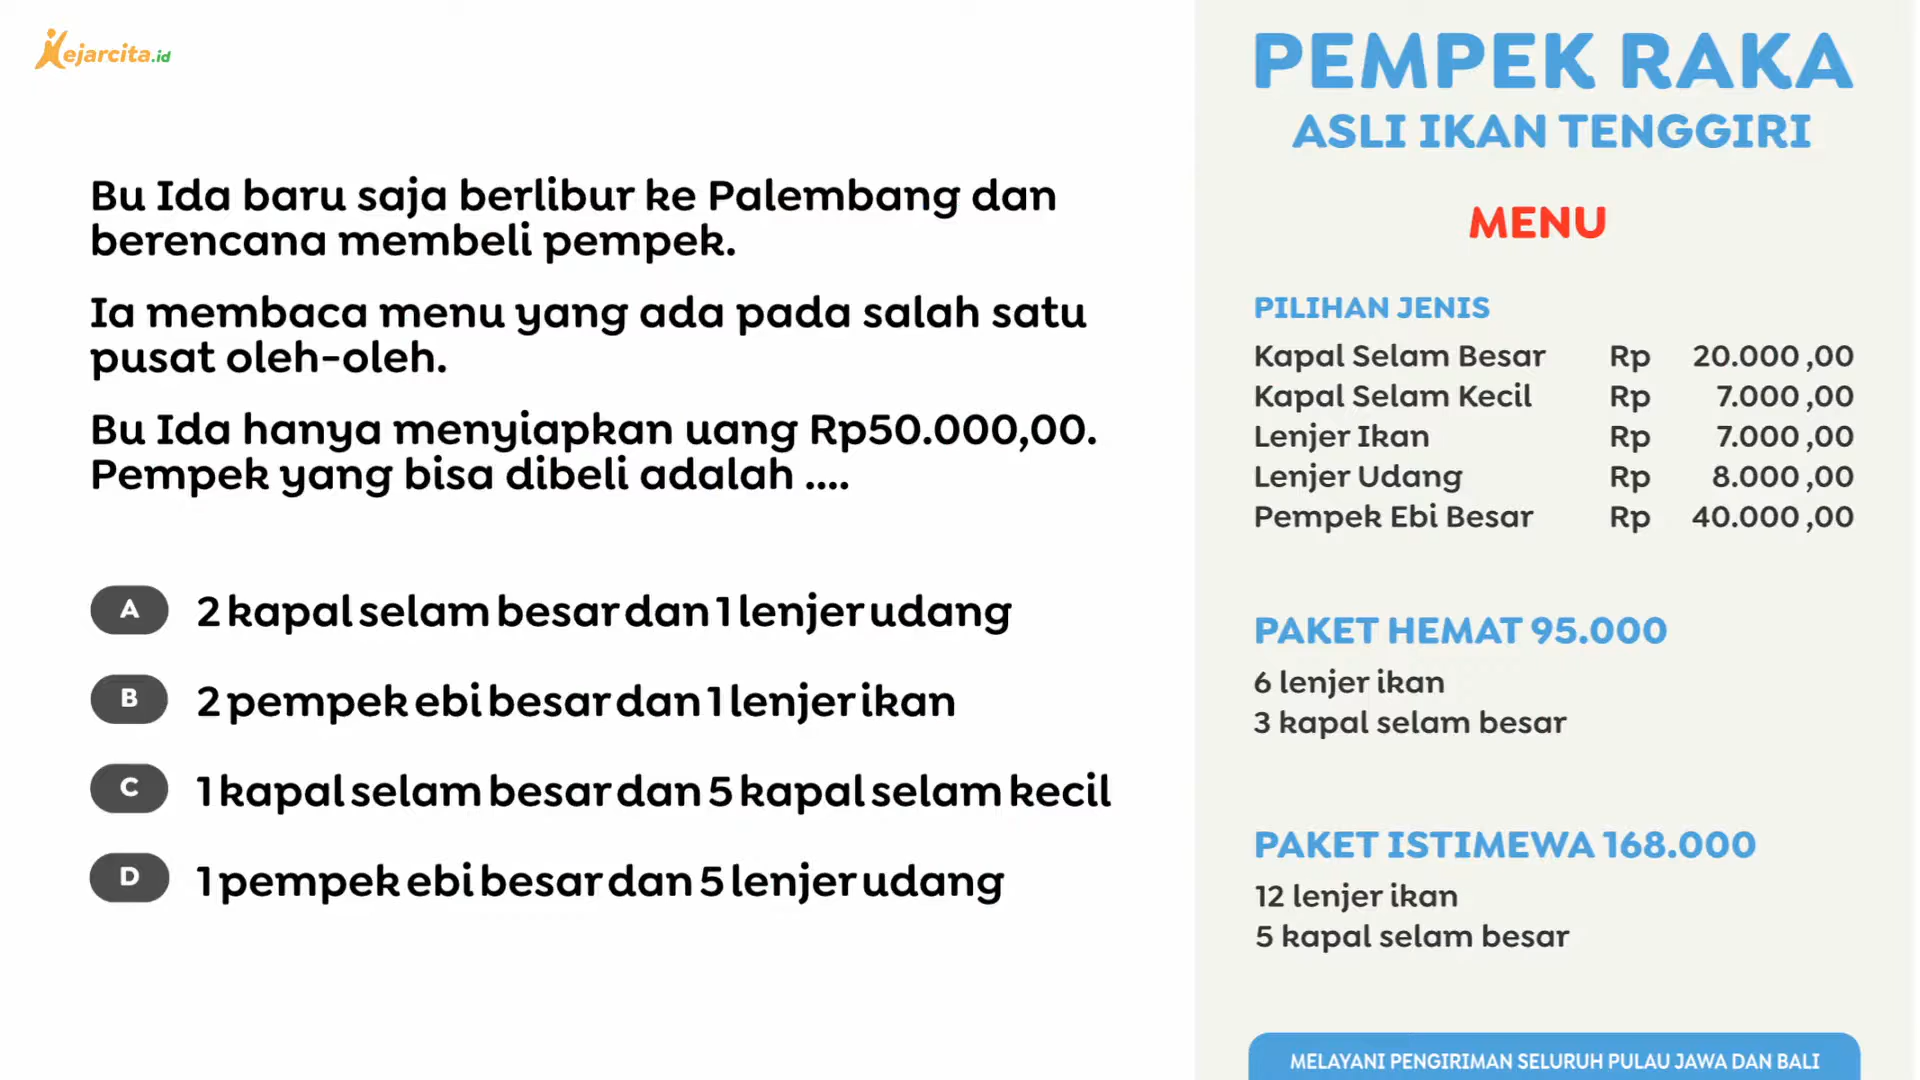 Kejarcita.id
Bu Ida baru saja berlibur ke Palembang dan
berencana membeli pempek.
Ia membaca menu yang ada pada salah satu
pusat oleh-oleh.
Bu Ida hanya menyiapkan uang Rp50.000,00.
Pempek yang bisa dibeli adalah ....
A 2 kapal selam besar dan 1 lenjer udang
B 2 pempek ebi besar dan 1 lenjer ikan
C 1 kapal selam besar dan 5 kapal selam kecil
D 1 pempek ebi besar dan 5 lenjer udang
PEMPEK RAKA
ASLI IKAN TENGGIRI
MENU
PILIHAN JENIS
Kapal Selam Besar Rp 20.000 ,00
Kapal Selam Kecil Rp 7.000 ,00
Lenjer Ikan Rp 7.000 ,00
Lenjer Udang Rp 8.000 ,00
Pempek Ebi Besar Rp 40.000 ,00
PAKET HEMAT 95.000
6 lenjer ikan
3 kapal selam besar
PAKET ISTIMEWA 168.000
12 lenjer ikan
5 kapal selam besar
MELAYANI PENGIRIMAN SELURUH PULAU JAWA DAN BALI